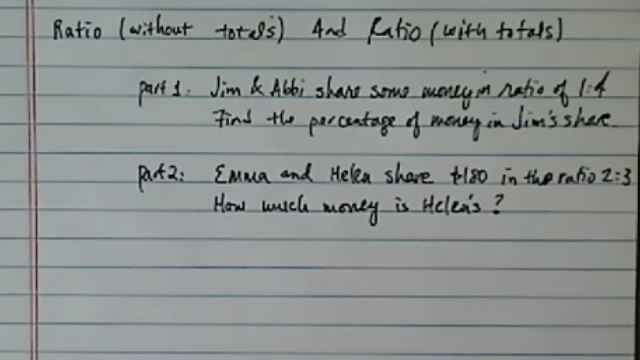 Ratio (without totals) And Ratio (with totals)
part 1. Jim & Abbi share some money in ratio of 1:4
Find the percentage of money in Jim's share.
part 2: Emma and Helen share £180 in the ratio 2:3
How much money is Helen's ?